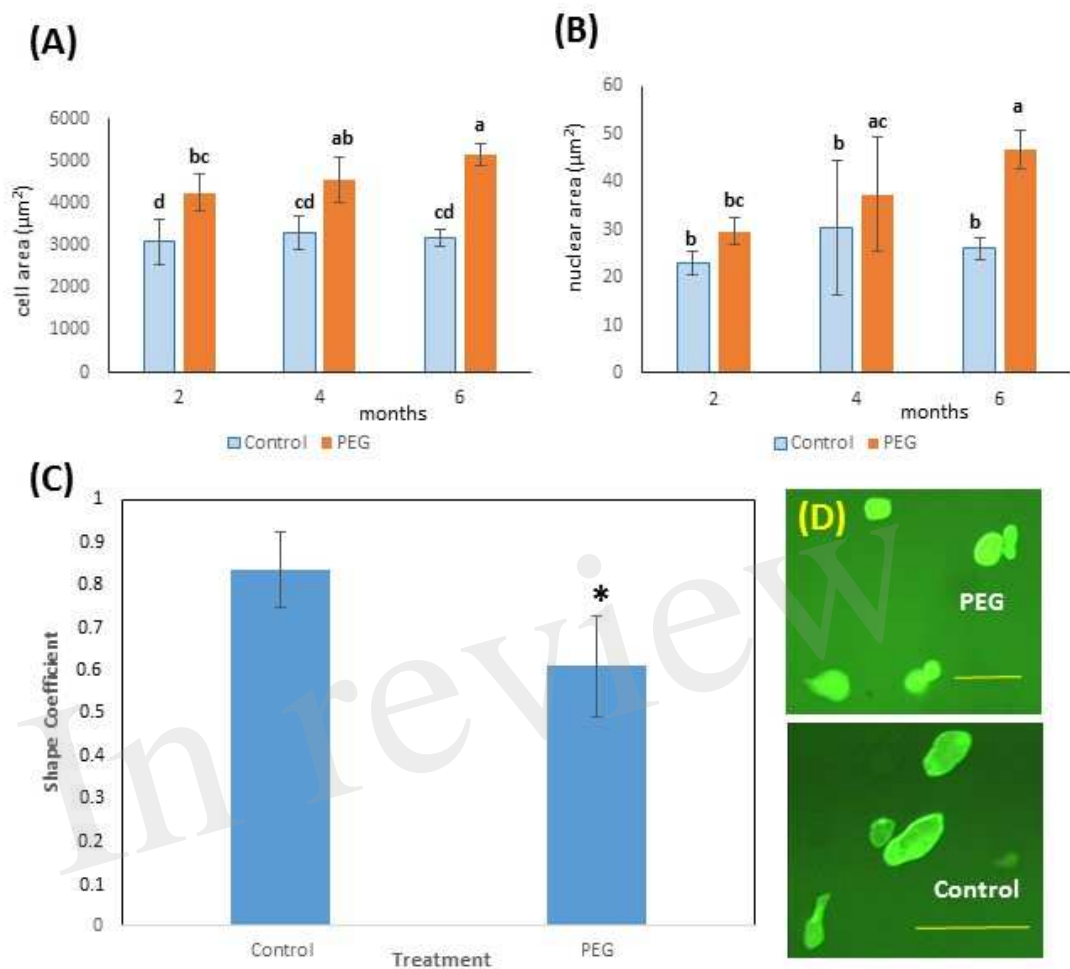 (A)
cell area (µm²)
6000
5000
4000
3000
2000
1000
0
d
bc
cd
ab
cd
a
2
4
6
months
Control
PEG
(B)
nuclear area (µm²)
60
50
40
30
20
10
0
b
bc
b
ac
b
a
2
4
6
months
Control
PEG
(C)
Shape Coefficient
1
0.9
0.8
0.7
0.6
0.5
0.4
0.3
0.2
0.1
0
*
Control
PEG
Treatment
(D)
PEG
Control
In review